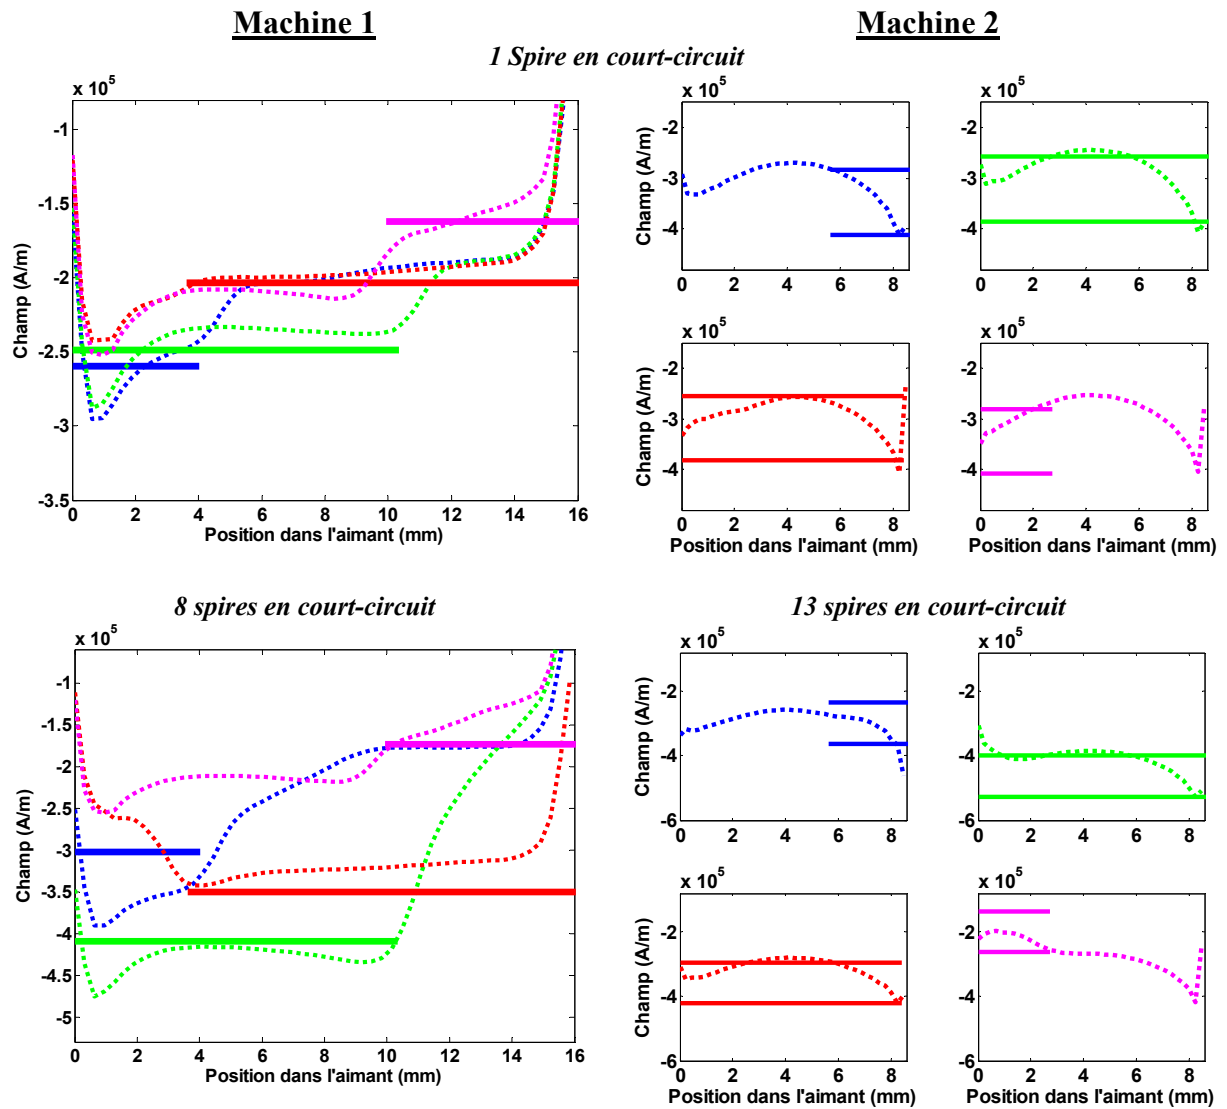 Machine 1
Machine 2
1 Spire en court-circuit
x 10^5
-1
-1.5
-2
-2.5
-3
-3.5
0 2 4 6 8 10 12 14 16
Champ (A/m)
Position dans l'aimant (mm)
x 10^5
-2
-3
-4
0 2 4 6 8
Champ (A/m)
x 10^5
-2
-3
-4
0 2 4 6 8
x 10^5
-2
-3
-4
0 2 4 6 8
Champ (A/m)
Position dans l'aimant (mm)
x 10^5
-2
-3
-4
0 2 4 6 8
Position dans l'aimant (mm)
8 spires en court-circuit
13 spires en court-circuit
x 10^5
-1
-1.5
-2
-2.5
-3
-3.5
-4
-4.5
-5
0 2 4 6 8 10 12 14 16
Champ (A/m)
Position dans l'aimant (mm)
x 10^5
-2
-4
-6
0 2 4 6 8
Champ (A/m)
x 10^5
-2
-4
-6
0 2 4 6 8
x 10^5
-2
-4
-6
0 2 4 6 8
Champ (A/m)
Position dans l'aimant (mm)
x 10^5
-2
-4
-6
0 2 4 6 8
Position dans l'aimant (mm)